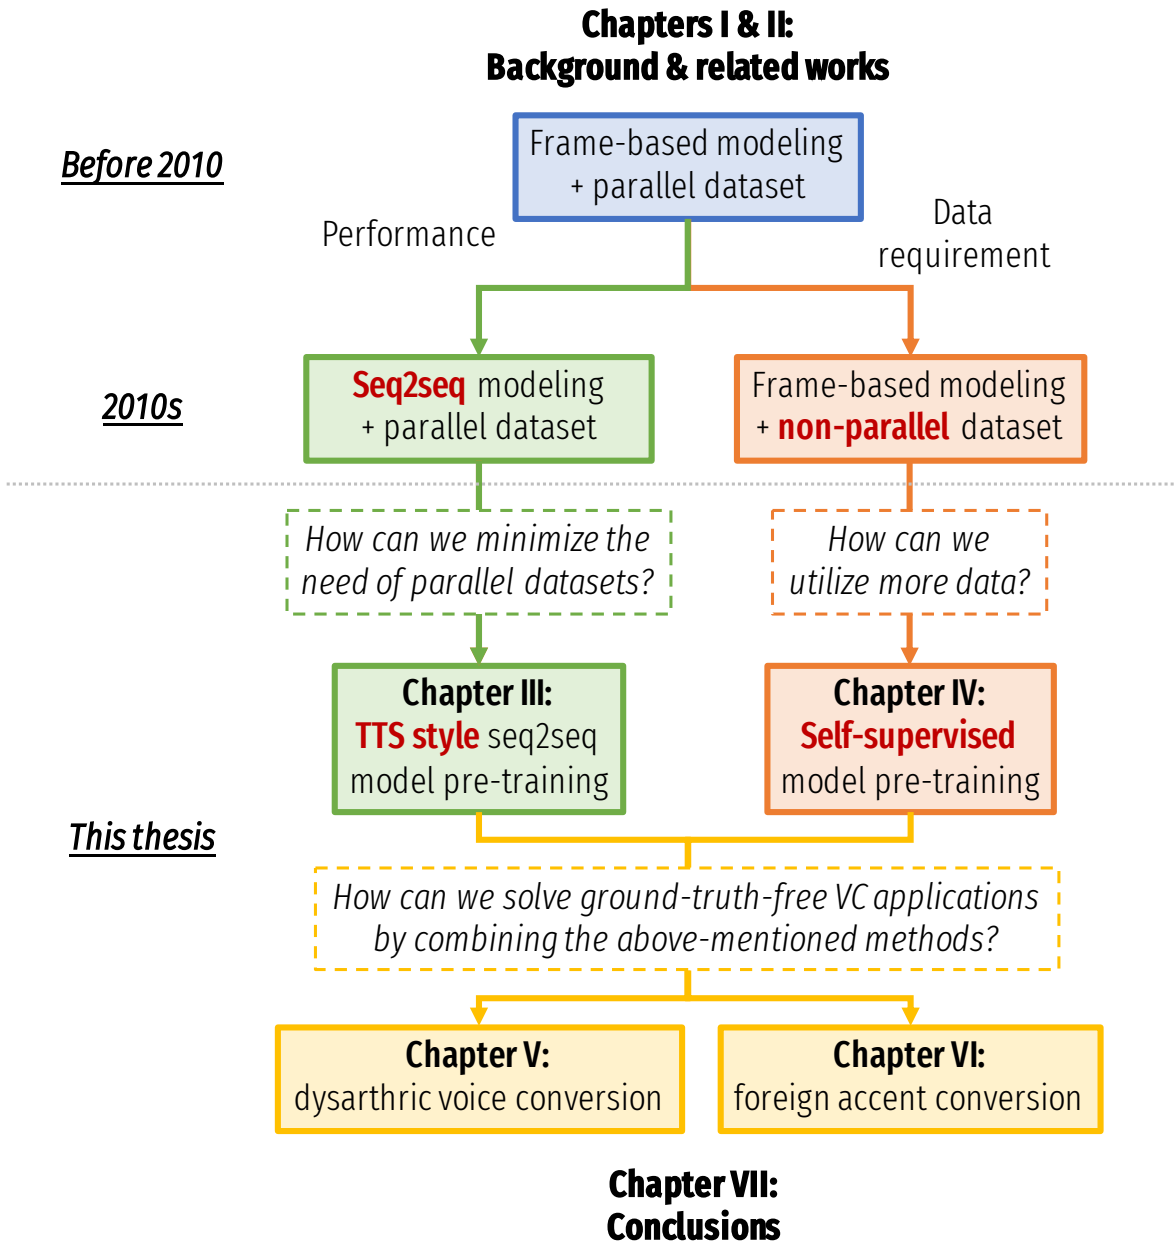 Chapters I & II:
Background & related works
Before 2010
Frame-based modeling
+ parallel dataset
Performance
Data
requirement
2010s
Seq2seq modeling
+ parallel dataset
Frame-based modeling
+ non-parallel dataset
How can we minimize the
need of parallel datasets?
How can we
utilize more data?
Chapter III:
TTS style seq2seq
model pre-training
Chapter IV:
Self-supervised
model pre-training
This thesis
How can we solve ground-truth-free VC applications
by combining the above-mentioned methods?
Chapter V:
dysarthric voice conversion
Chapter VI:
foreign accent conversion
Chapter VII:
Conclusions